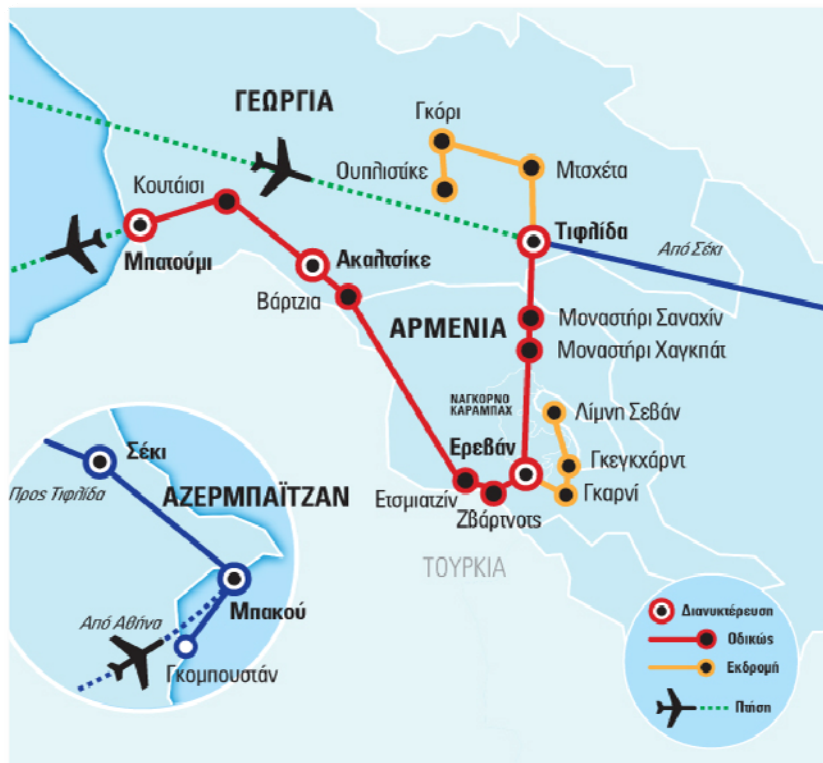 ΓΕΩΡΓΙΑ
Γκόρι
Ουπλιστίκε
Μτσχέτα
Κουτάισι
Μπατούμι
Ακαλτσίκε
Βάρτζια
Τιφλίδα
Από Σέκι
ΑΡΜΕΝΙΑ
Μοναστήρι Σαναχίν
Μοναστήρι Χαγκπάτ
ΝΑΓΚΟΡΝΟ
ΚΑΡΑΜΠΑΧ
Λίμνη Σεβάν
Ερεβάν
Γκεγκχάρντ
Γκαρνί
Ετσμιατζίν
Ζβάρτνοτς
ΤΟΥΡΚΙΑ
Σέκι
Προς Τιφλίδα
ΑΖΕΡΜΠΑΪΤΖΑΝ
Μπακού
Από Αθήνα
Γκομπουστάν
Διανυκτέρευση
Οδικώς
Εκδρομή
Πτήση